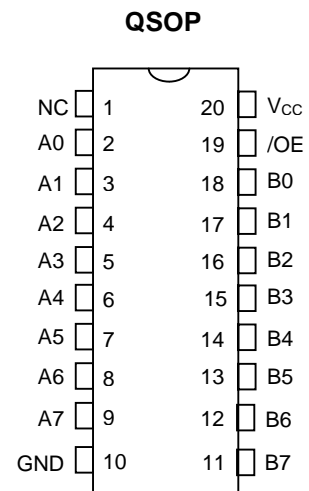 QSOP
NC 1 20 Vcc
A0 2 19 /OE
A1 3 18 B0
A2 4 17 B1
A3 5 16 B2
A4 6 15 B3
A5 7 14 B4
A6 8 13 B5
A7 9 12 B6
GND 10 11 B7